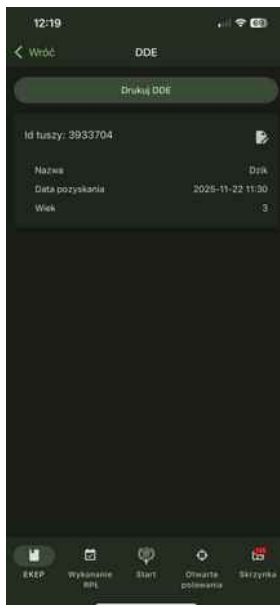 12:19
69
Wróć
DDE
Drukuj DDE
Id tuszy: 3933704
Nazwa
Dzik
Data pozyskania
2025-11-22 11:30
Wiek
3
EKEP
Wykonanie RPŁ
Start
Otwarte polowania
Skrzynka